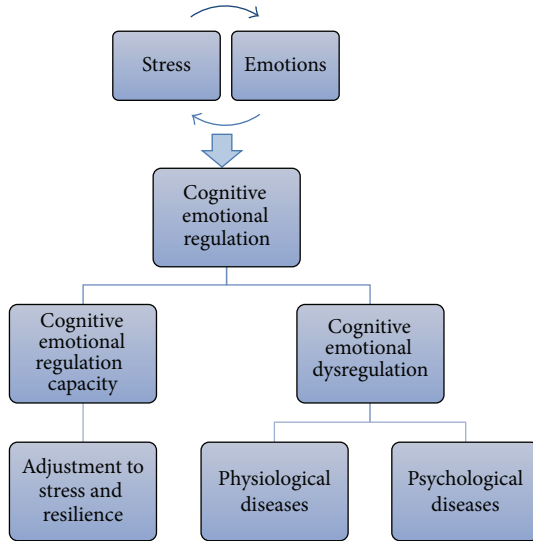 Stress
Emotions
Cognitive
emotional
regulation
Cognitive
emotional
regulation
capacity
Cognitive
emotional
dysregulation
Adjustment to
stress and
resilience
Physiological
diseases
Psychological
diseases